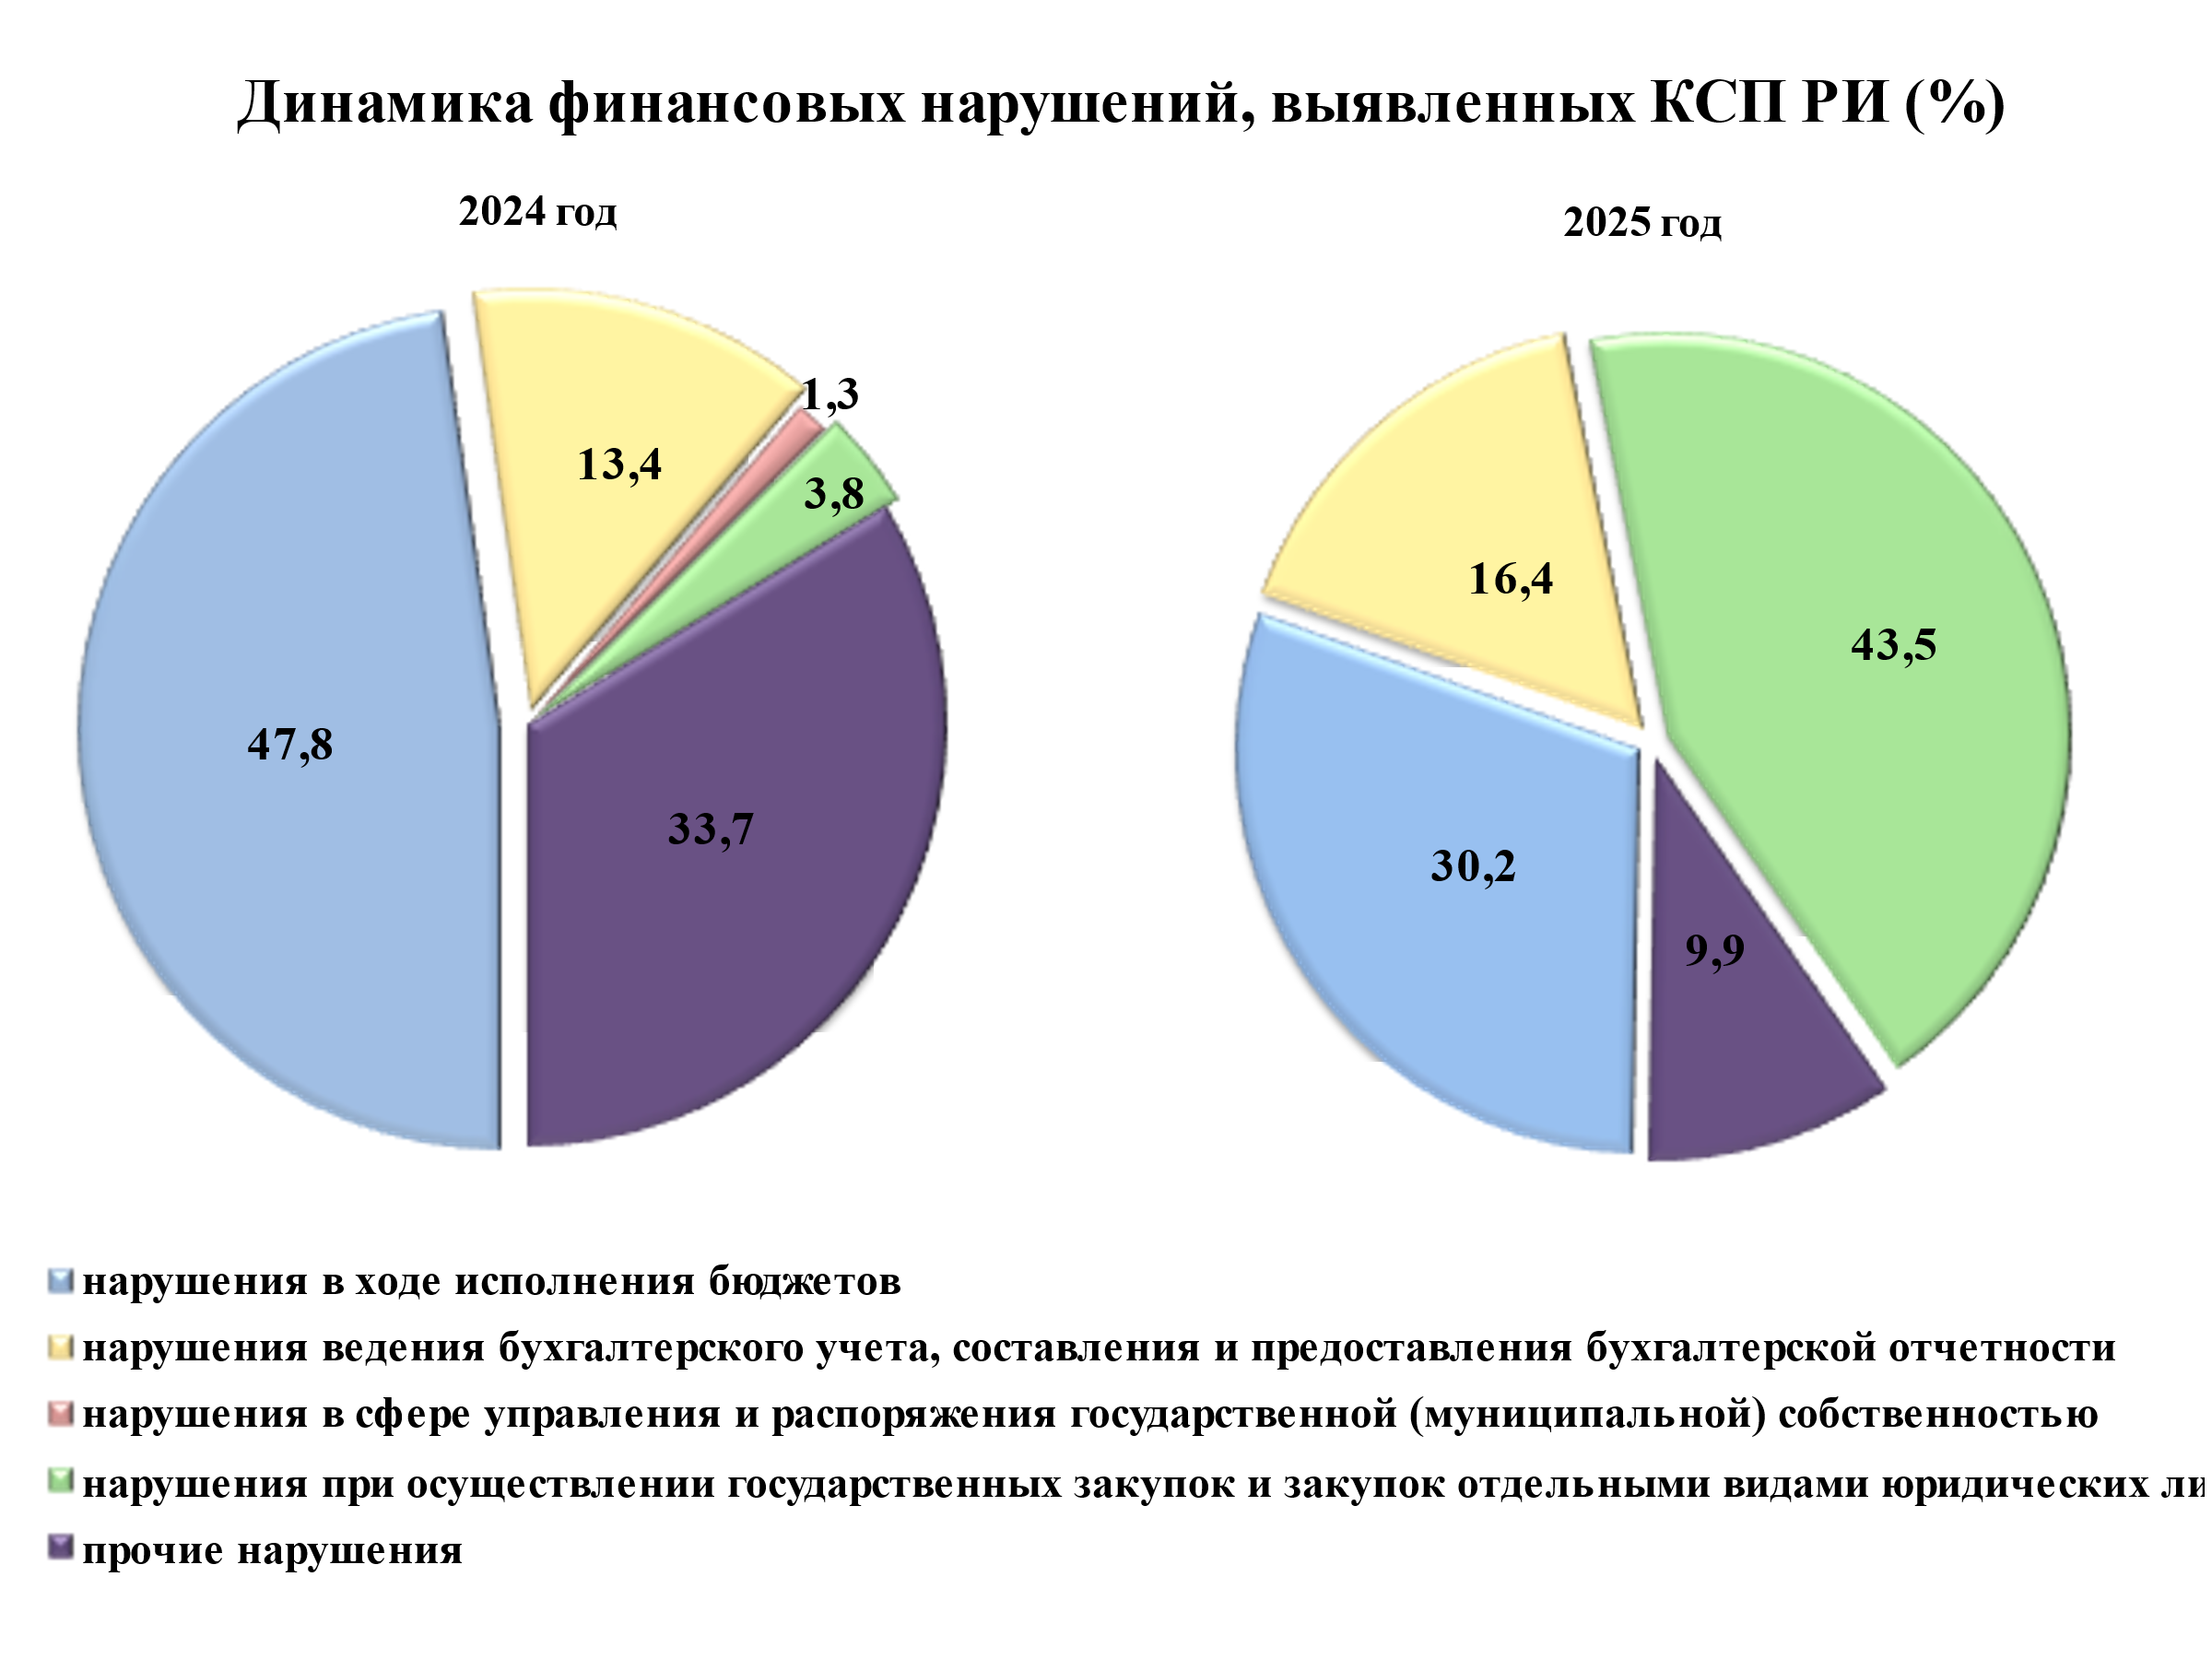 Динамика финансовых нарушений, выявленных КСП РИ (%)
2024 год
2025 год
47,8
13,4
1,3
3,8
33,7
16,4
43,5
30,2
9,9
нарушения в ходе исполнения бюджетов
нарушения ведения бухгалтерского учета, составления и предоставления бухгалтерской отчетности
нарушения в сфере управления и распоряжения государственной (муниципальной) собственностью
нарушения при осуществлении государственных закупок и закупок отдельными видами юридических ли
прочие нарушения